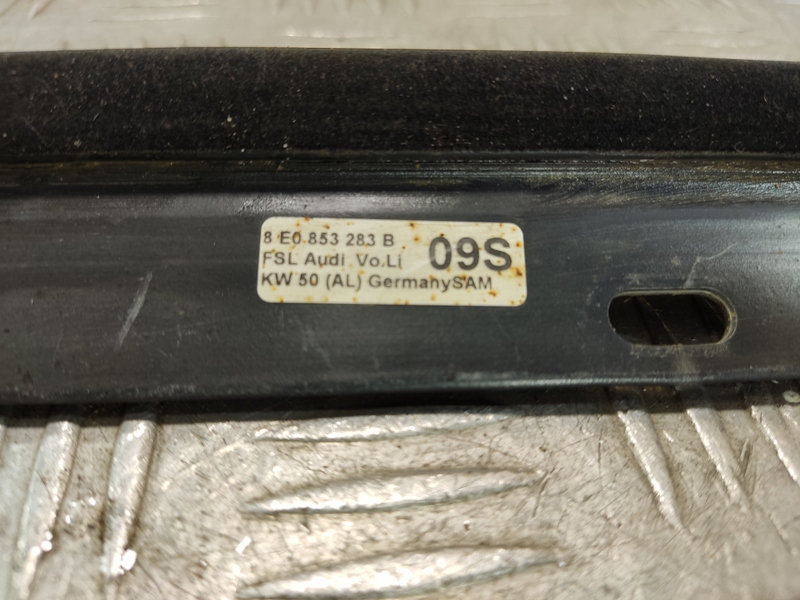 8 E0 853 283 B
FSL Audi Vo.Li 09S
KW 50 (AL) GermanySAM